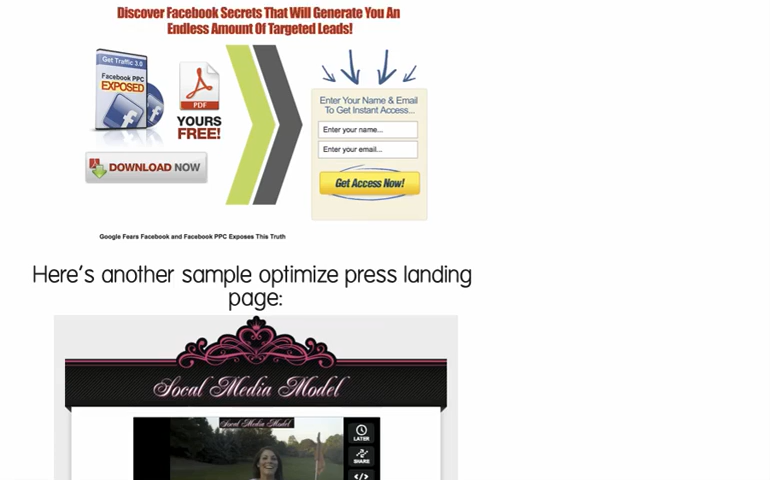 Discover Facebook Secrets That Will Generate You An
Endless Amount Of Targeted Leads!
Get Traffic 3.0
Facebook PPC
EXPOSED
PDF
YOURS
FREE!
DOWNLOAD NOW
Enter Your Name & Email
To Get Instant Access...
Enter your name...
Enter your email...
Get Access Now!
Google Fears Facebook and Facebook PPC Exposes This Truth
Here's another sample optimize press landing
page:
Socal Media Model
Socal Media Model
LATER
SHARE